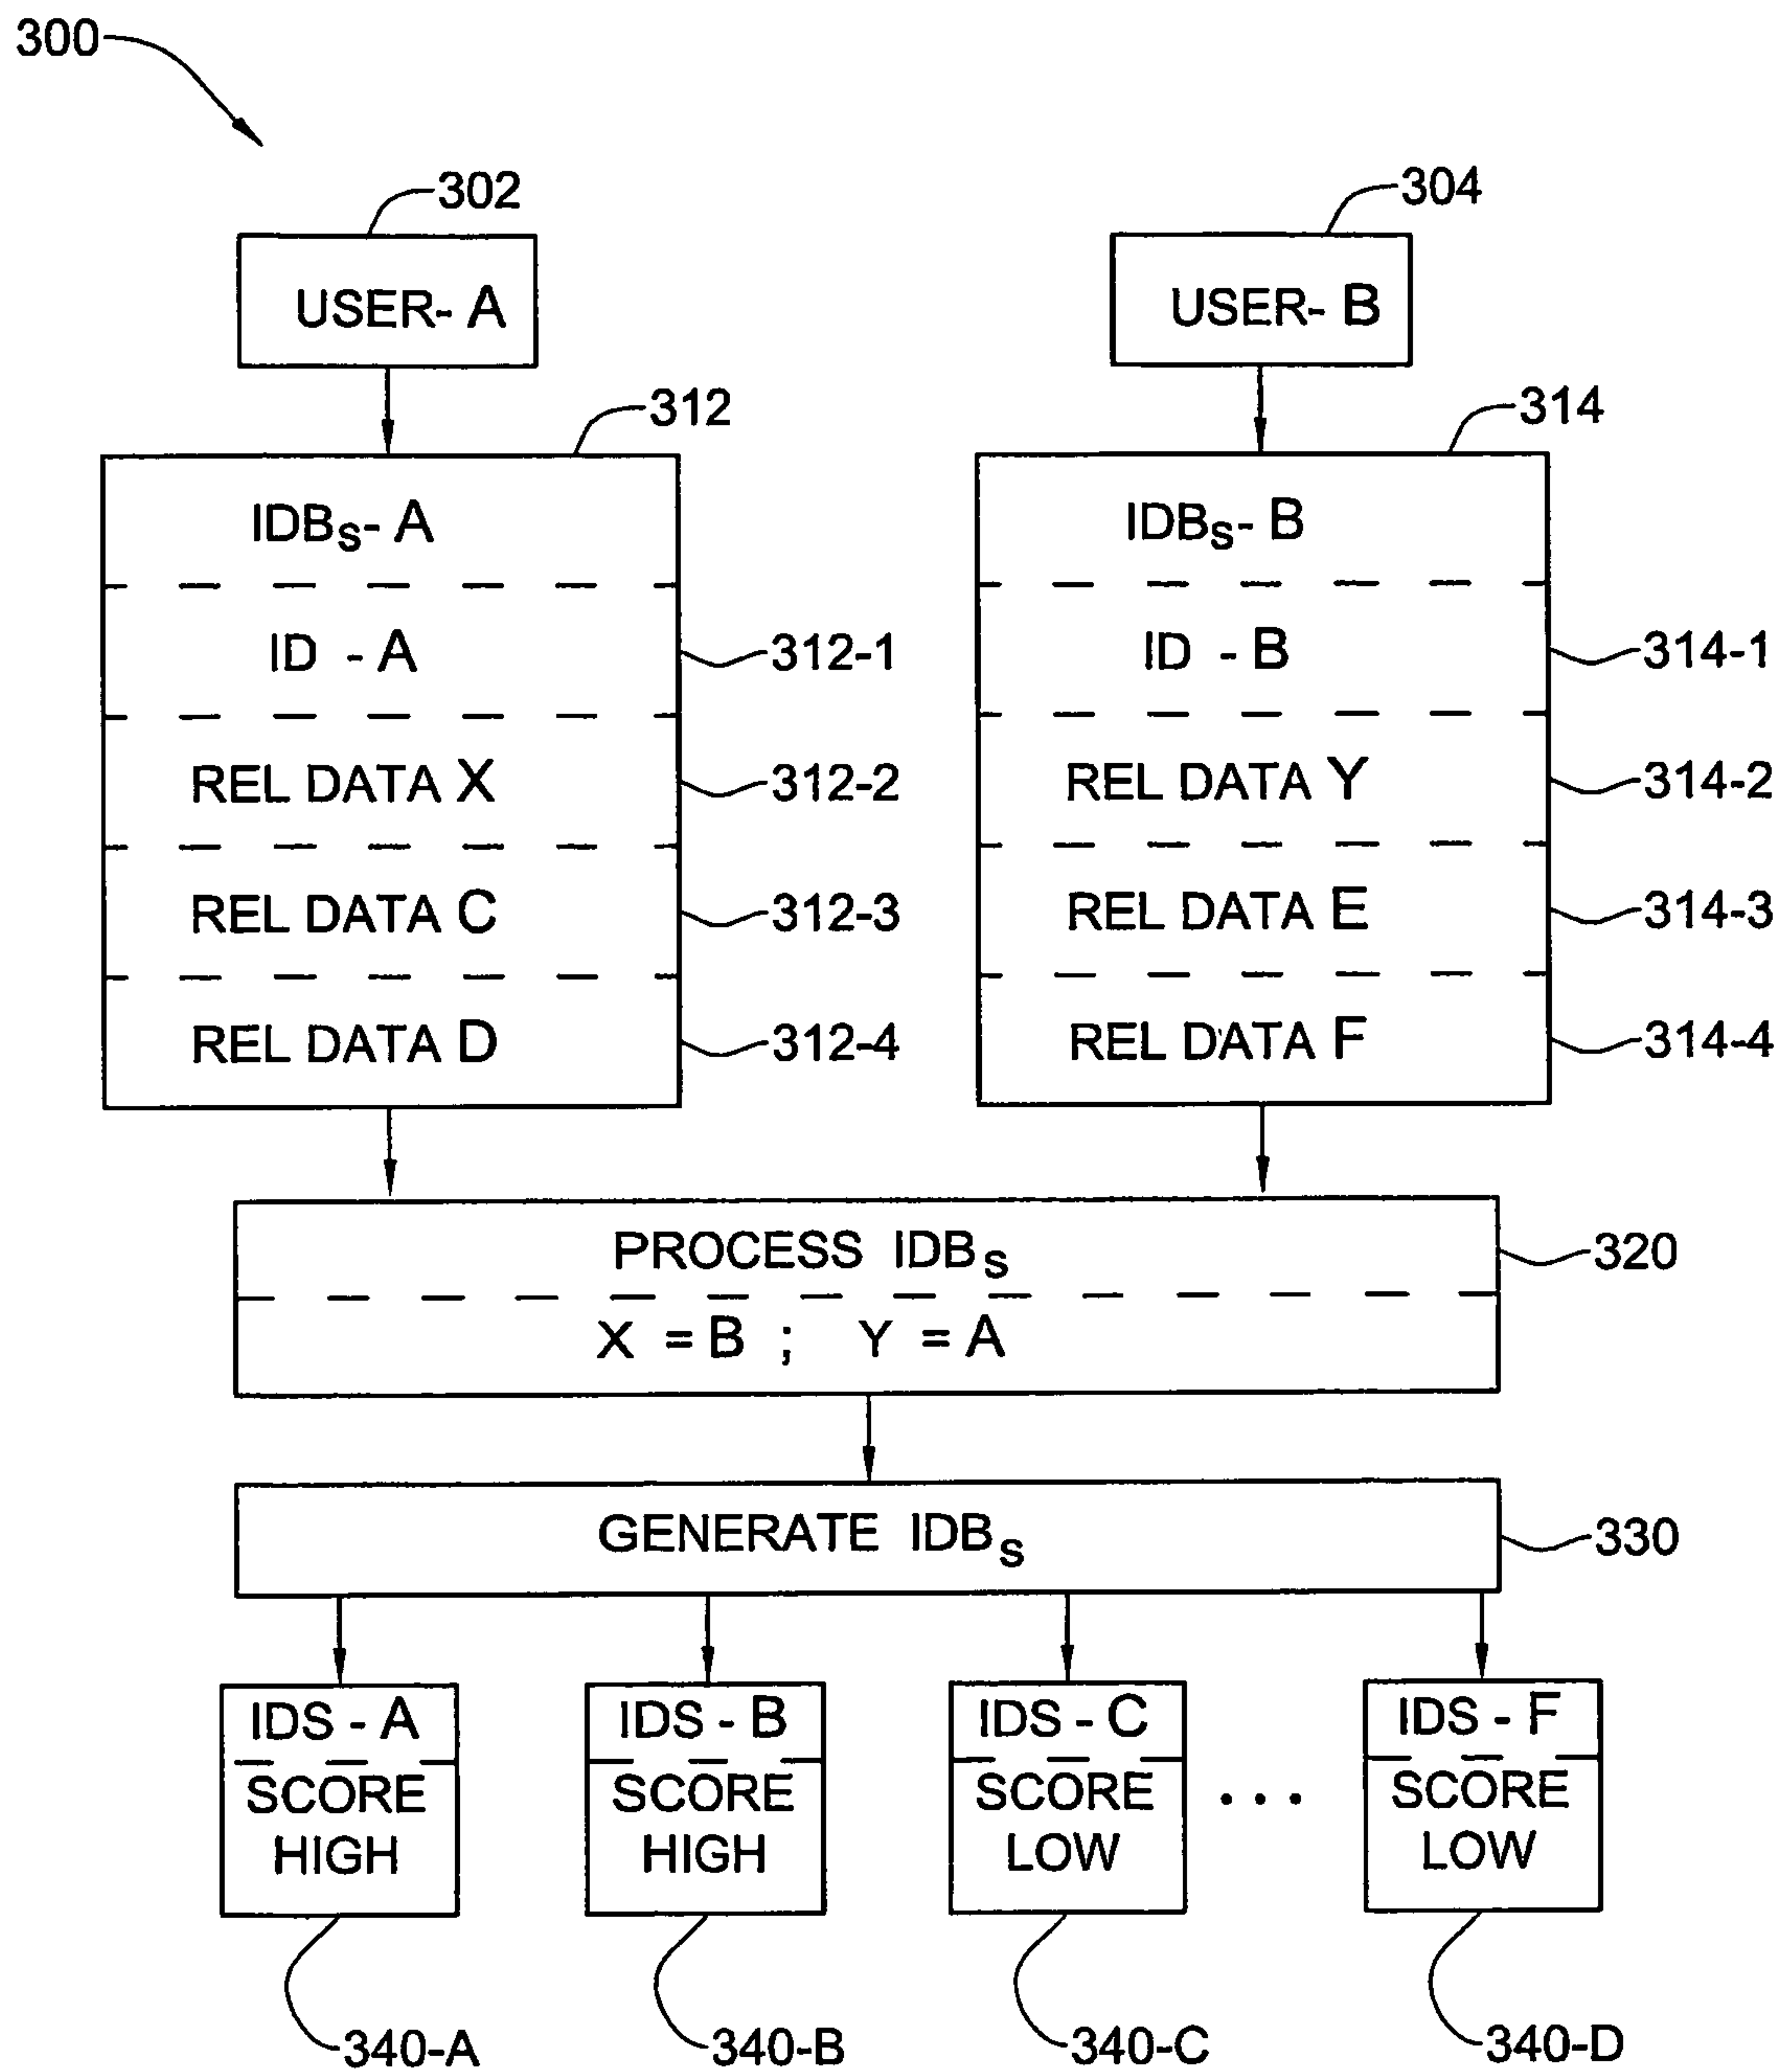 300
302
304
USER- A
USER- B
312
314
IDBS- A
IDBS- B
ID - A
312-1
ID - B
314-1
REL DATA X
312-2
REL DATA Y
314-2
REL DATA C
312-3
REL DATA E
314-3
REL DATA D
312-4
REL DATA F
314-4
PROCESS IDBS
320
X = B ; Y = A
GENERATE IDBS
330
IDS - A
SCORE
HIGH
IDS - B
SCORE
HIGH
IDS - C
SCORE
LOW
...
IDS - F
SCORE
LOW
340-A
340-B
340-C
340-D